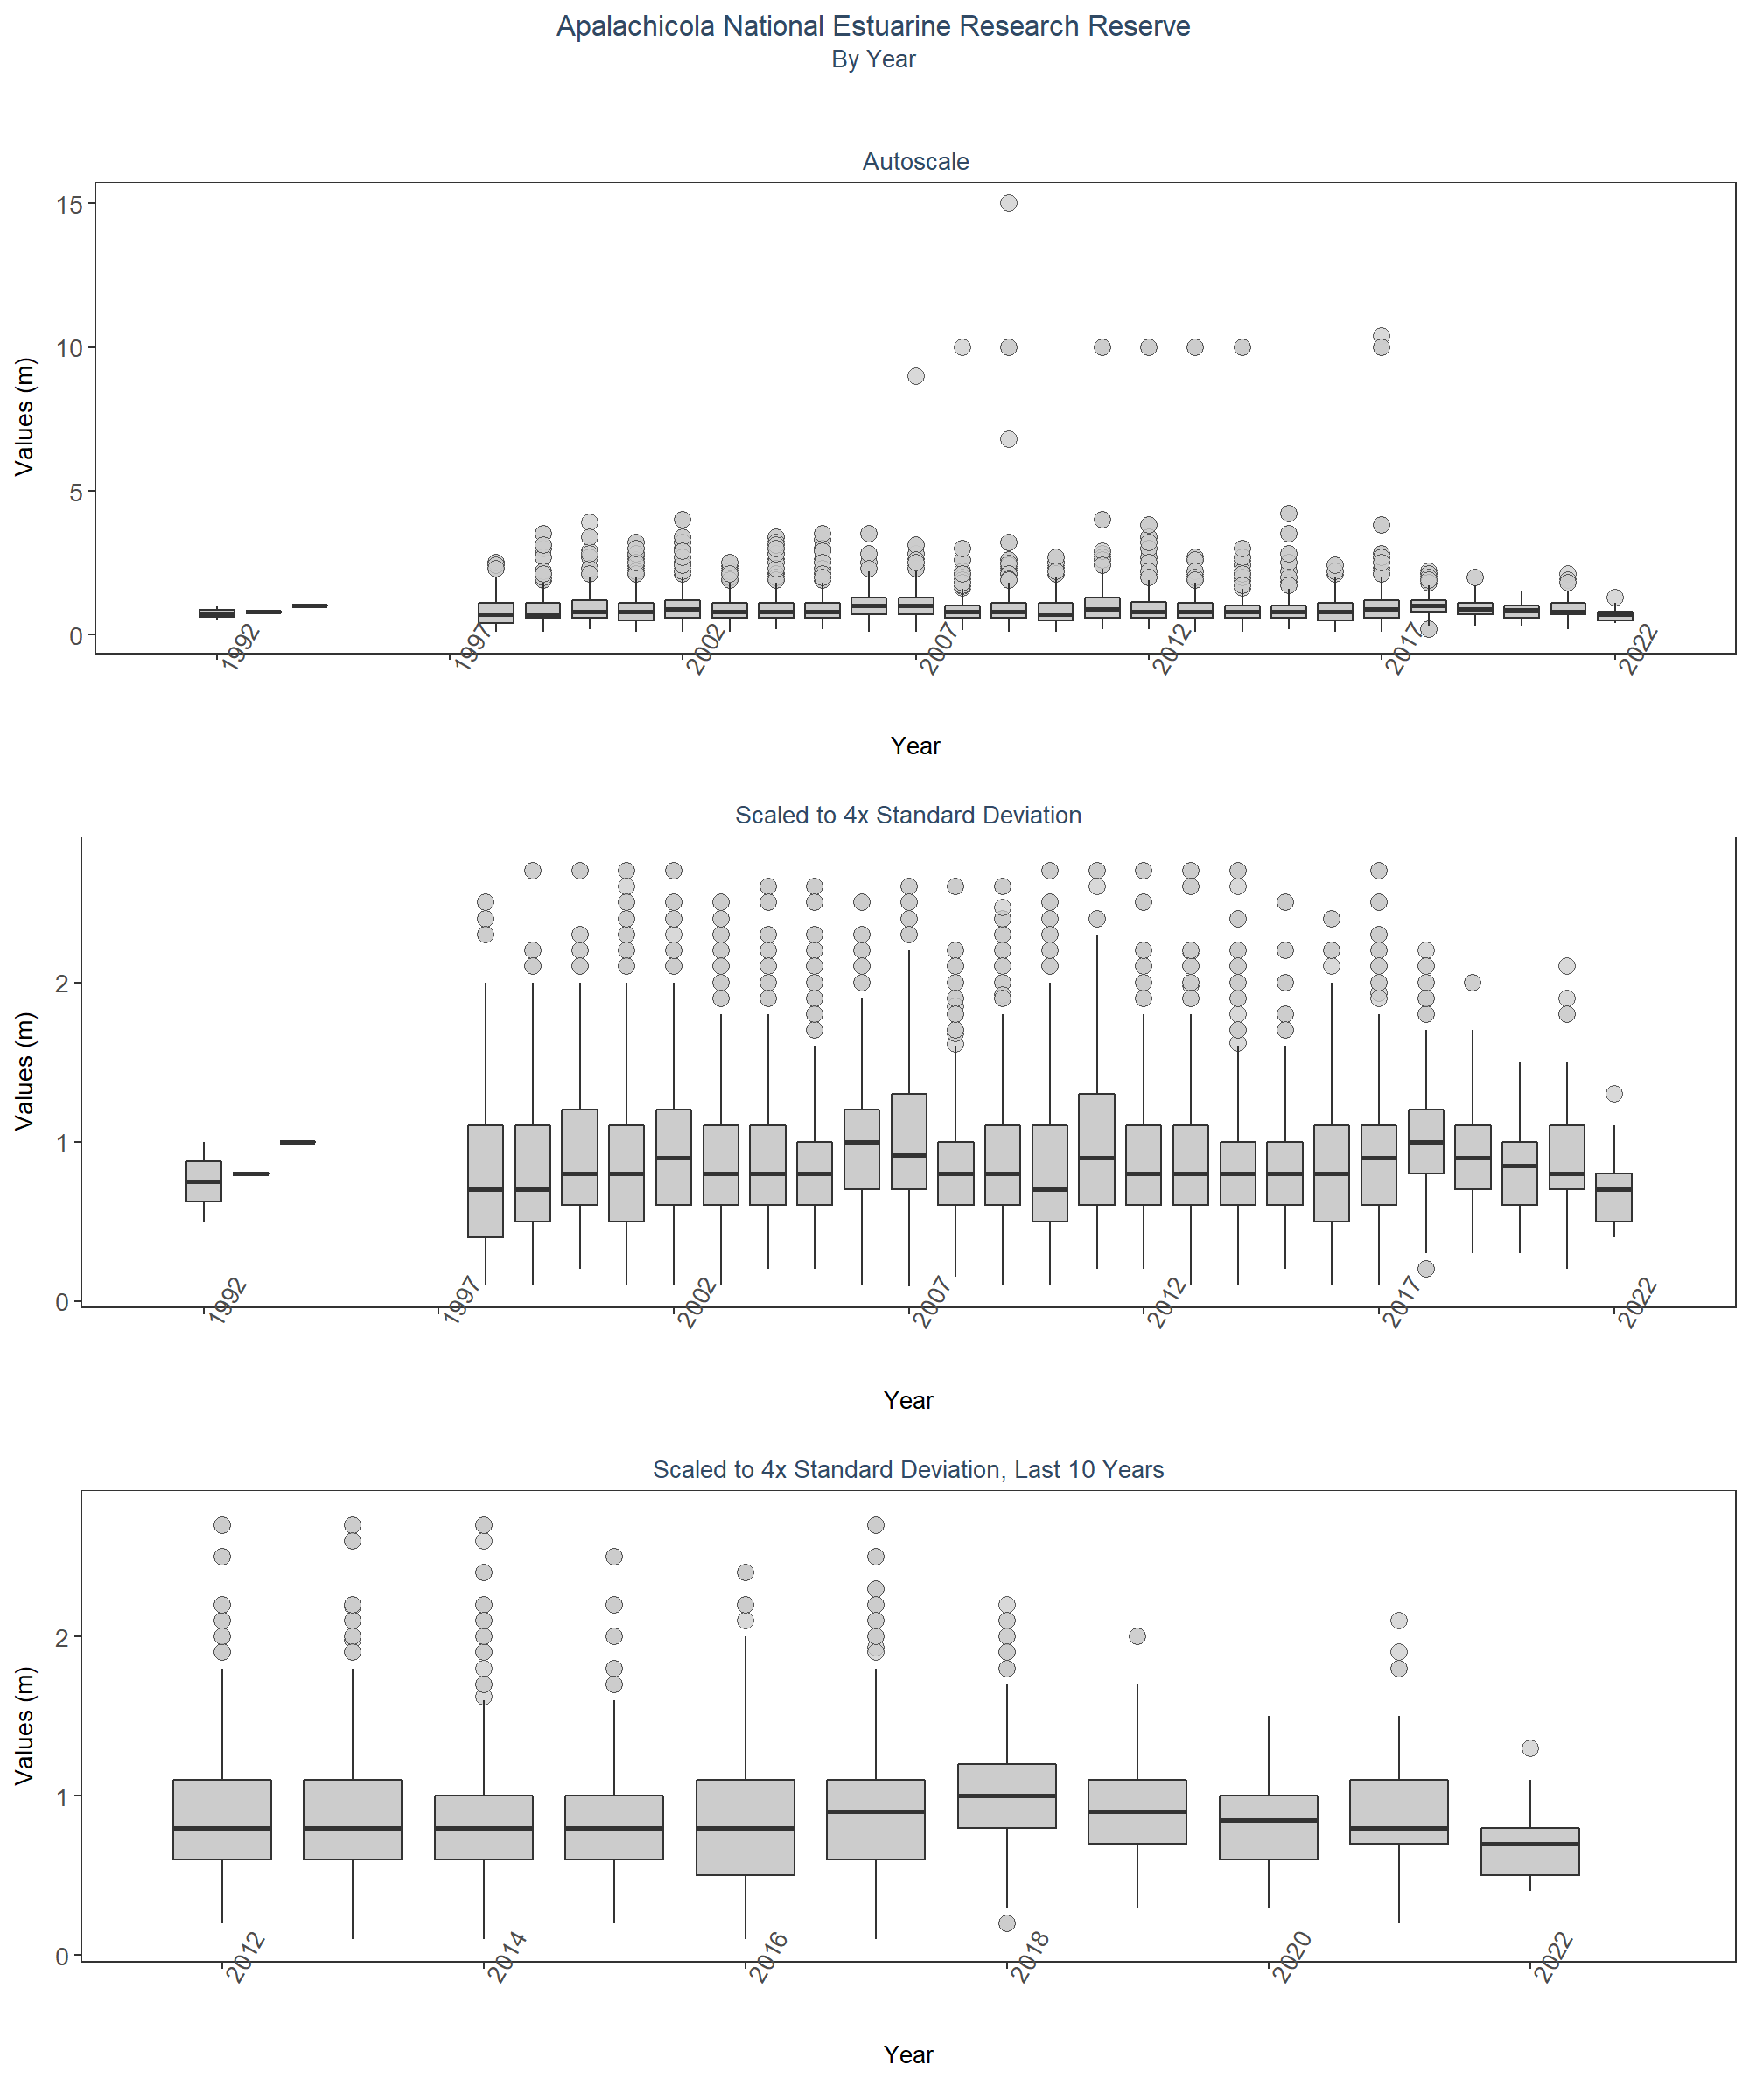 Apalachicola National Estuarine Research Reserve
By Year
Autoscale
Values (m)
15
10
5
0
1992
1997
2002
2007
2012
2017
2022
Year
Scaled to 4x Standard Deviation
Values (m)
2
1
0
1992
1997
2002
2007
2012
2017
2022
Year
Scaled to 4x Standard Deviation, Last 10 Years
Values (m)
2
1
0
2012
2014
2016
2018
2020
2022
Year